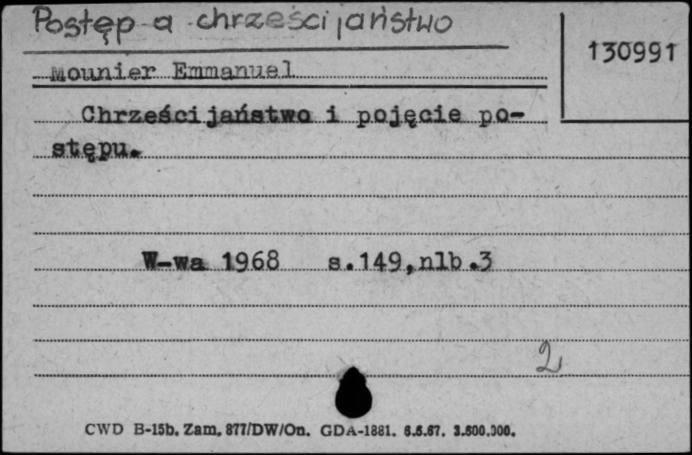 Postęp a chrześcijaństwo
130991
Mounier Emmanuel
Chrześcijaństwo i pojęcie po-
stępu.
W-wa 1968 s.149,nlb.3
2
CWD B-15b. Zam. 877/DW/On. GDA-1881. 6.6.67. 3.600.000.